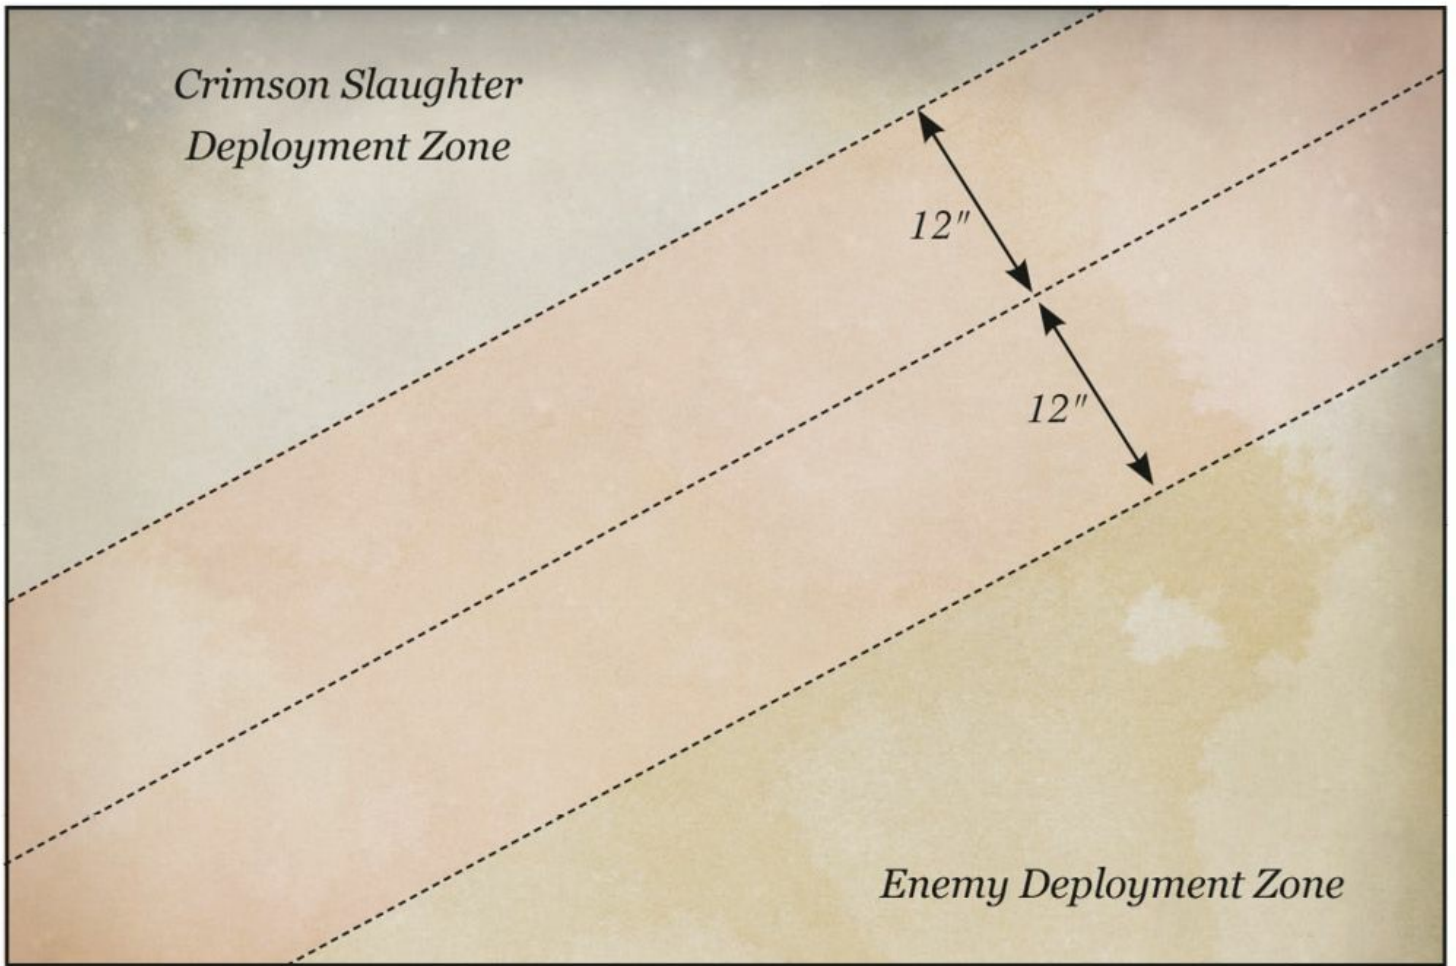 Crimson Slaughter
Deployment Zone
12"
12"
Enemy Deployment Zone